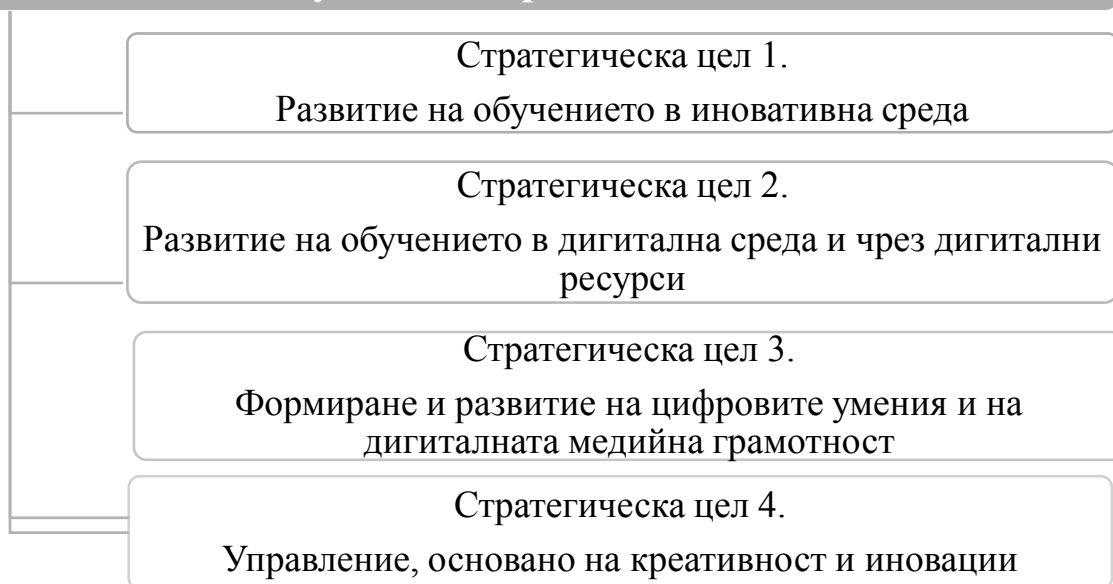 Стратегическа цел 1.
Развитие на обучението в иновативна среда
Стратегическа цел 2.
Развитие на обучението в дигитална среда и чрез дигитални
ресурси
Стратегическа цел 3.
Формиране и развитие на цифровите умения и на
дигиталната медийна грамотност
Стратегическа цел 4.
Управление, основано на креативност и иновации